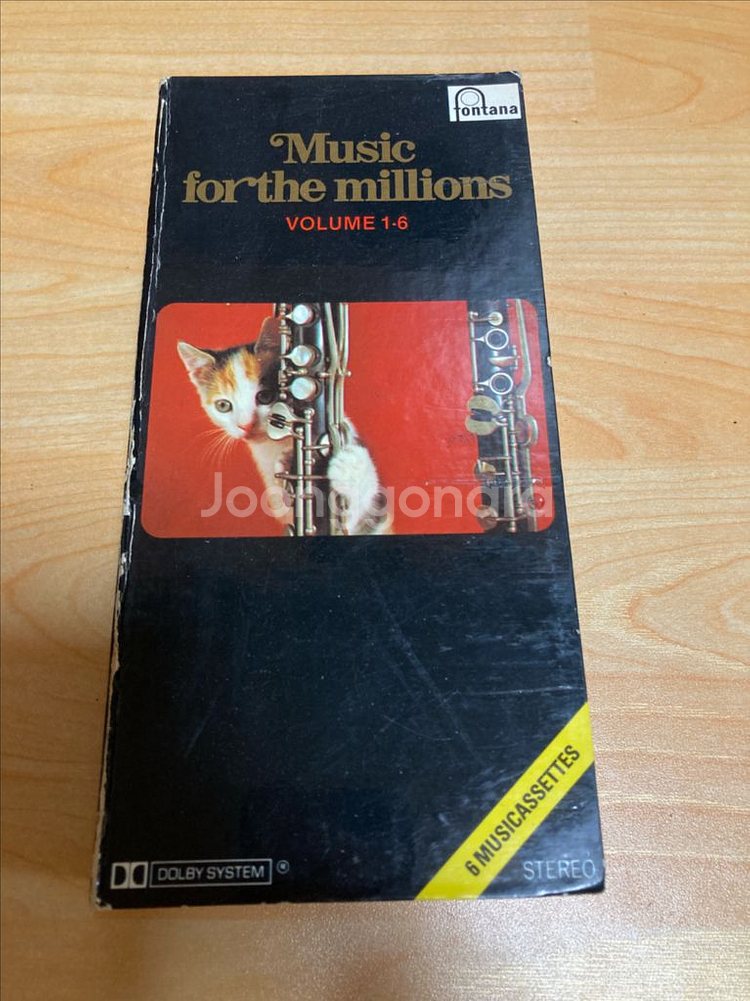 fontana
Music
for the millions
VOLUME 1-6
Joonggonara
6 MUSICASSETTES
DOLBY SYSTEM ®
STEREO